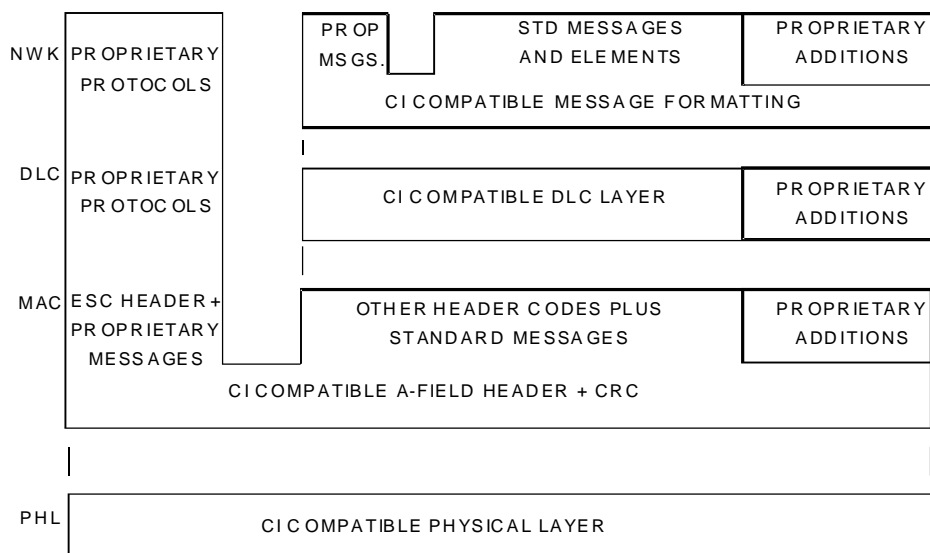 NWK
PROPRIETARY
PROTOCOLS
PROP
MSGS.
STD MESSAGES
AND ELEMENTS
PROPRIETARY
ADDITIONS
CI COMPATIBLE MESSAGE FORMATTING
DLC
PROPRIETARY
PROTOCOLS
CI COMPATIBLE DLC LAYER
PROPRIETARY
ADDITIONS
MAC
ESC HEADER +
PROPRIETARY
MESSAGES
OTHER HEADER CODES PLUS
STANDARD MESSAGES
PROPRIETARY
ADDITIONS
CI COMPATIBLE A-FIELD HEADER + CRC
PHL
CI COMPATIBLE PHYSICAL LAYER